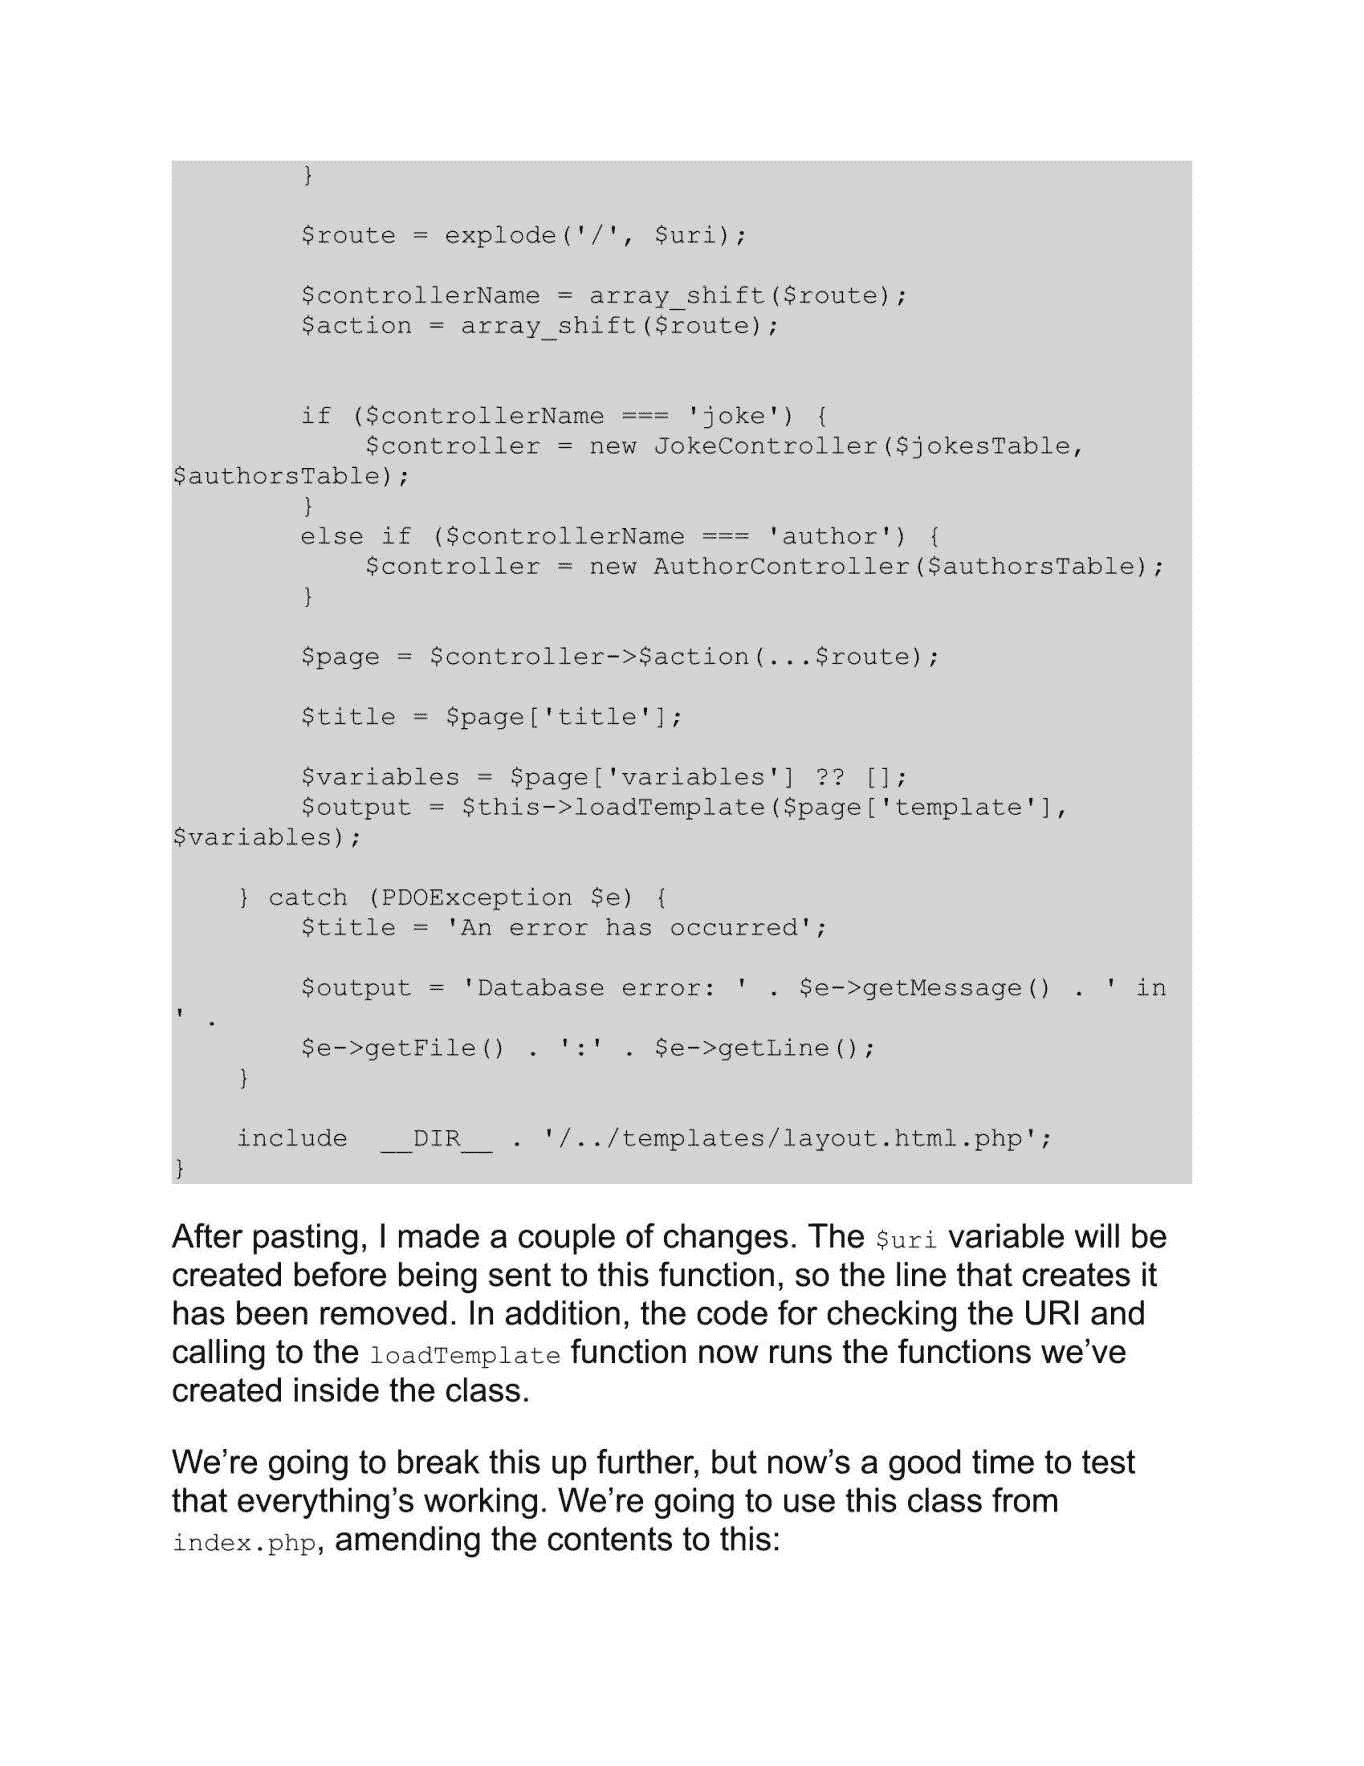 }
$route = explode('/', $uri);
$controllerName = array_shift($route);
$action = array_shift($route);
if ($controllerName === 'joke') {
$controller = new JokeController($jokesTable,
$authorsTable);
}
else if ($controllerName === 'author') {
$controller = new AuthorController($authorsTable);
}
$page = $controller->$action(...$route);
$title = $page['title'];
$variables = $page['variables'] ?? [];
$output = $this->loadTemplate($page['template'],
$variables);
} catch (PDOException $e) {
$title = 'An error has occurred';
$output = 'Database error: ' . $e->getMessage() . ' in
' .
$e->getFile() . ':' . $e->getLine();
}
include __DIR__ . '/../templates/layout.html.php';
}
After pasting, I made a couple of changes. The $uri variable will be
created before being sent to this function, so the line that creates it
has been removed. In addition, the code for checking the URI and
calling to the loadTemplate function now runs the functions we’ve
created inside the class.
We’re going to break this up further, but now’s a good time to test
that everything’s working. We’re going to use this class from
index.php, amending the contents to this: